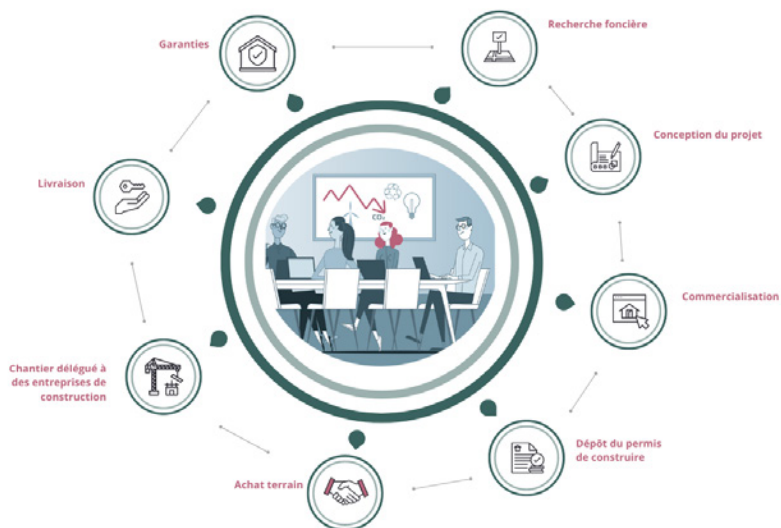 Garanties
Recherche foncière
Conception du projet
Livraison
Commercialisation
Chantier délégué à
des entreprises de
construction
Dépôt du permis
de construire
Achat terrain
CO₂